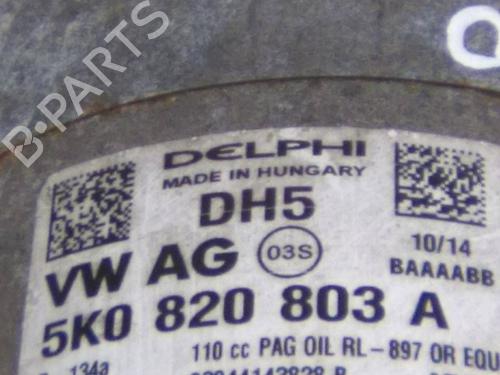 B-PARTS
DELPHI
MADE IN HUNGARY
DH5
10/14
VW AG 03S
BAAAABB
5K0 820 803 A
134a 110 cc PAG OIL RL-897 OR EQU